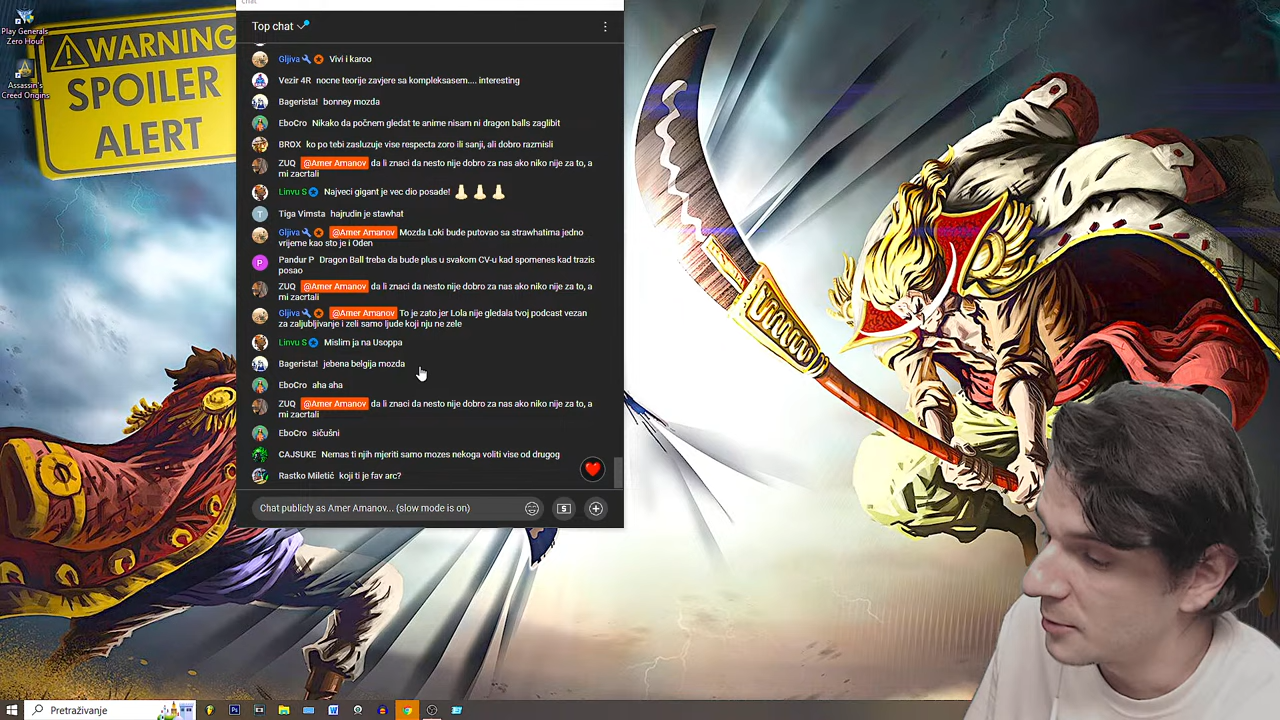 chat
Play Generals
Zero Hour
Assassin's
Creed Origins
WARNING
SPOILER
ALERT
Top chat
Gljiva Vivi i karoo
Vezir 4R nocne teorije zavjere sa kompleksasem.... interesting
Bagerista! bonney mozda
EboCro Nikako da počnem gledat te anime nisam ni dragon balls zaglibit
BROX ko po tebi zasluzuje vise respecta zoro ili sanji, ali dobro razmisli
ZUQ @Amer Amanov da li znaci da nesto nije dobro za nas ako niko nije za to, a
mi zacrtali
Linvu S Najveci gigant je vec dio posade!
T Tiga Vimsta hajrudin je stawhat
Gljiva @Amer Amanov Mozda Loki bude putovao sa strawhatima jedno
vrijeme kao sto je i Oden
P Pandur P Dragon Ball treba da bude plus u svakom CV-u kad spomenes kad trazis
posao
ZUQ @Amer Amanov da li znaci da nesto nije dobro za nas ako niko nije za to, a
mi zacrtali
Gljiva @Amer Amanov To je zato jer Lola nije gledala tvoj podcast vezan
za zaljubljivanje i zeli samo ljude koji nju ne zele
Linvu S Mislim ja na Usoppa
Bagerista! jebena belgija mozda
EboCro aha aha
ZUQ @Amer Amanov da li znaci da nesto nije dobro za nas ako niko nije za to, a
mi zacrtali
EboCro sičušni
CAJSUKE Nemas ti njih mjeriti samo mozes nekoga voliti vise od drugog
Rastko Miletić koji ti je fav arc?
Chat publicly as Amer Amanov... (slow mode is on)
Pretraživanje